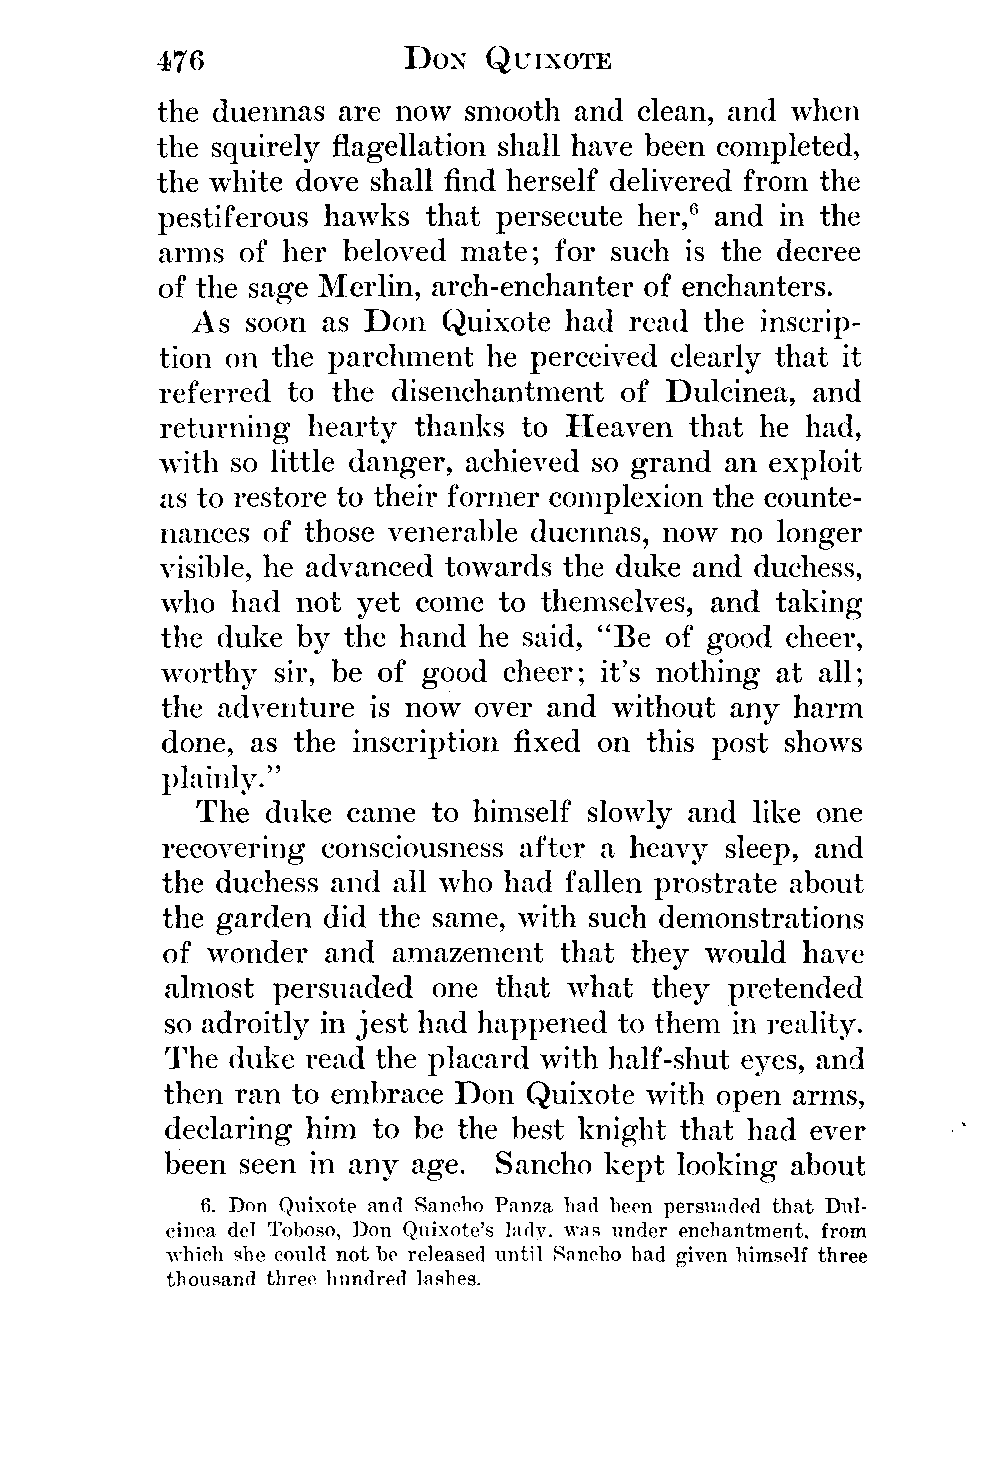 476 DON QUIXOTE
the duennas are now smooth and clean, and when
the squirely flagellation shall have been completed,
the white dove shall find herself delivered from the
pestiferous hawks that persecute her,⁶ and in the
arms of her beloved mate; for such is the decree
of the sage Merlin, arch-enchanter of enchanters.
As soon as Don Quixote had read the inscrip-
tion on the parchment he perceived clearly that it
referred to the disenchantment of Dulcinea, and
returning hearty thanks to Heaven that he had,
with so little danger, achieved so grand an exploit
as to restore to their former complexion the counte-
nances of those venerable duennas, now no longer
visible, he advanced towards the duke and duchess,
who had not yet come to themselves, and taking
the duke by the hand he said, “Be of good cheer,
worthy sir, be of good cheer; it’s nothing at all;
the adventure is now over and without any harm
done, as the inscription fixed on this post shows
plainly.”
The duke came to himself slowly and like one
recovering consciousness after a heavy sleep, and
the duchess and all who had fallen prostrate about
the garden did the same, with such demonstrations
of wonder and amazement that they would have
almost persuaded one that what they pretended
so adroitly in jest had happened to them in reality.
The duke read the placard with half-shut eyes, and
then ran to embrace Don Quixote with open arms,
declaring him to be the best knight that had ever
been seen in any age. Sancho kept looking about
6. Don Quixote and Sancho Panza had been persuaded that Dul-
cinea del Toboso, Don Quixote’s lady, was under enchantment, from
which she could not be released until Sancho had given himself three
thousand three hundred lashes.